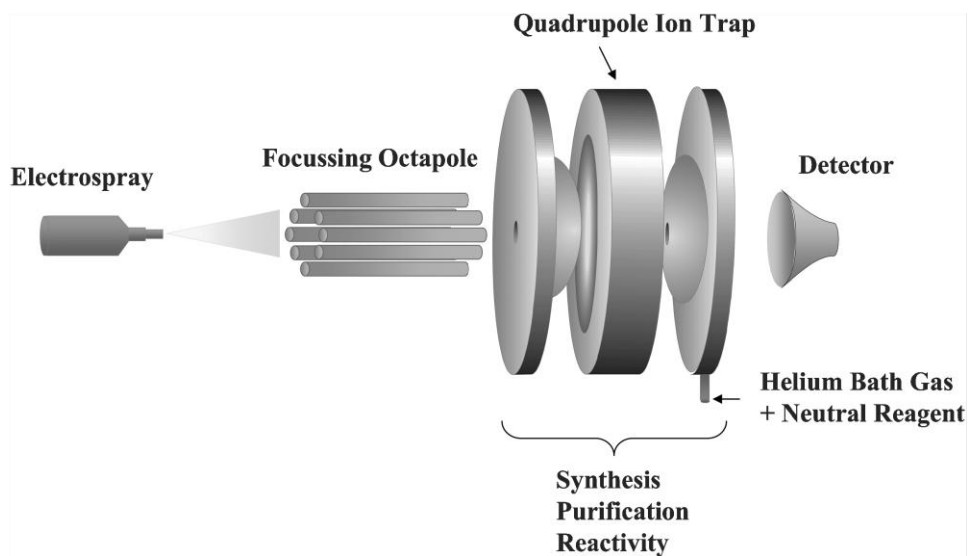 Quadrupole Ion Trap
Focussing Octapole
Electrospray
Detector
Helium Bath Gas
+ Neutral Reagent
Synthesis
Purification
Reactivity